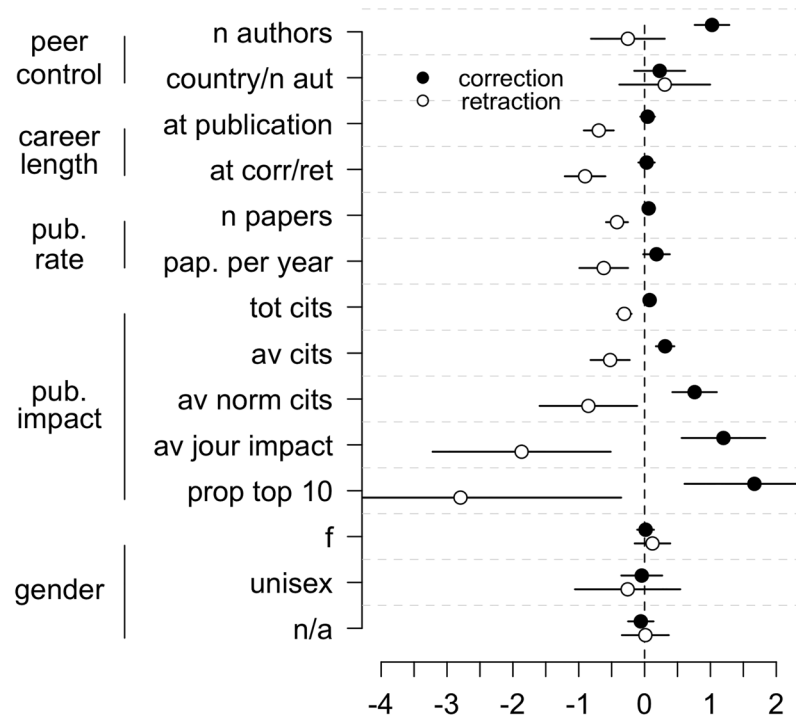 peer
control
n authors
country/n aut
correction
retraction
career
length
at publication
at corr/ret
pub.
rate
n papers
pap. per year
pub.
impact
tot cits
av cits
av norm cits
av jour impact
prop top 10
gender
f
unisex
n/a
-4 -3 -2 -1 0 1 2